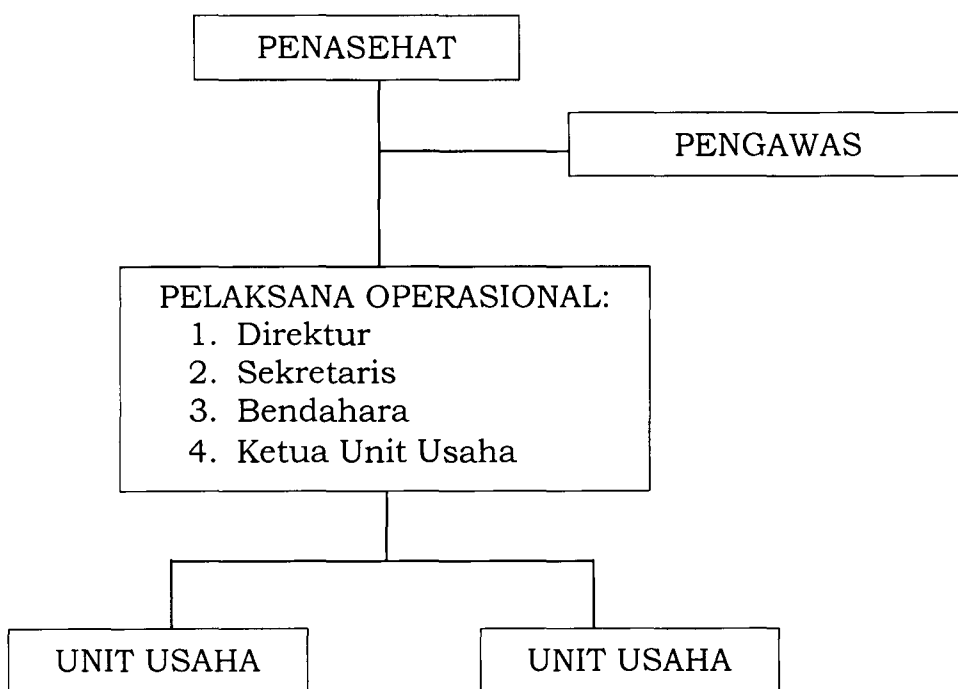 PENASEHAT
PENGAWAS
PELAKSANA OPERASIONAL:
1. Direktur
2. Sekretaris
3. Bendahara
4. Ketua Unit Usaha
UNIT USAHA
UNIT USAHA